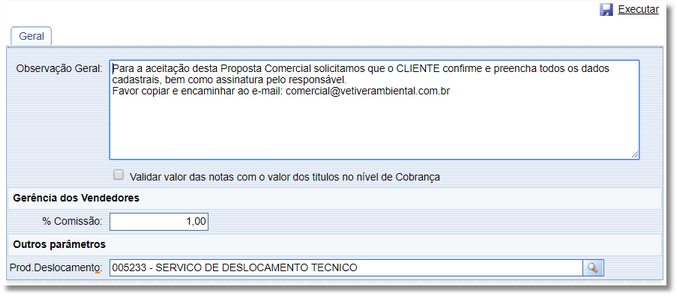 Executar
Geral
Observação Geral:
Para a aceitação desta Proposta Comercial solicitamos que o CLIENTE confirme e preencha todos os dados
cadastrais, bem como assinatura pelo responsável.
Favor copiar e encaminhar ao e-mail: comercial@vetiverambiental.com.br
Validar valor das notas com o valor dos titulos no nível de Cobrança
Gerência dos Vendedores
% Comissão: 1,00
Outros parámetros
Prod.Deslocamento: 005233 - SERVICO DE DESLOCAMENTO TECNICO